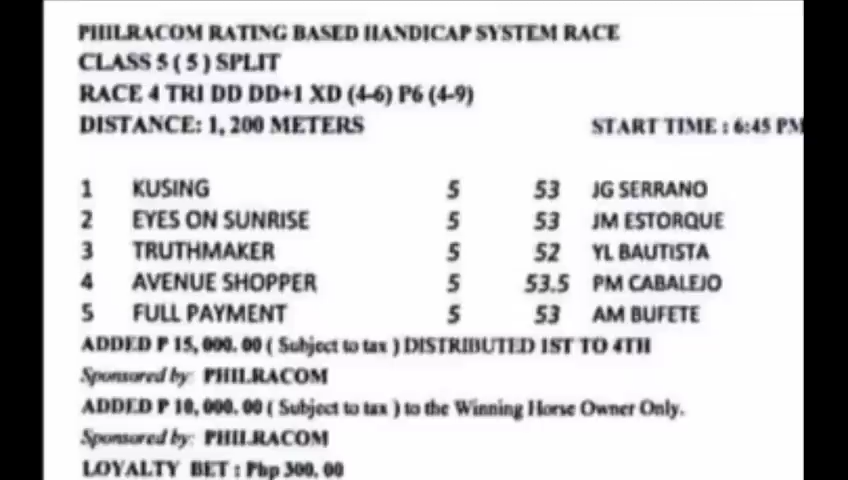 PHILRACOM RATING BASED HANDICAP SYSTEM RACE
CLASS 5 ( 5 ) SPLIT
RACE 4 TRI DD DD+1 XD (4-6) P6 (4-9)
DISTANCE: 1, 200 METERS START TIME : 6:45 PM
1 KUSING 5 53 JG SERRANO
2 EYES ON SUNRISE 5 53 JM ESTORQUE
3 TRUTHMAKER 5 52 YL BAUTISTA
4 AVENUE SHOPPER 5 53.5 PM CABALEJO
5 FULL PAYMENT 5 53 AM BUFETE
ADDED P 15, 000. 00 ( Subject to tax ) DISTRIBUTED 1ST TO 4TH
Sponsored by: PHILRACOM
ADDED P 10, 000. 00 ( Subject to tax ) to the Winning Horse Owner Only.
Sponsored by: PHILRACOM
LOYALTY BET : Php 300. 00